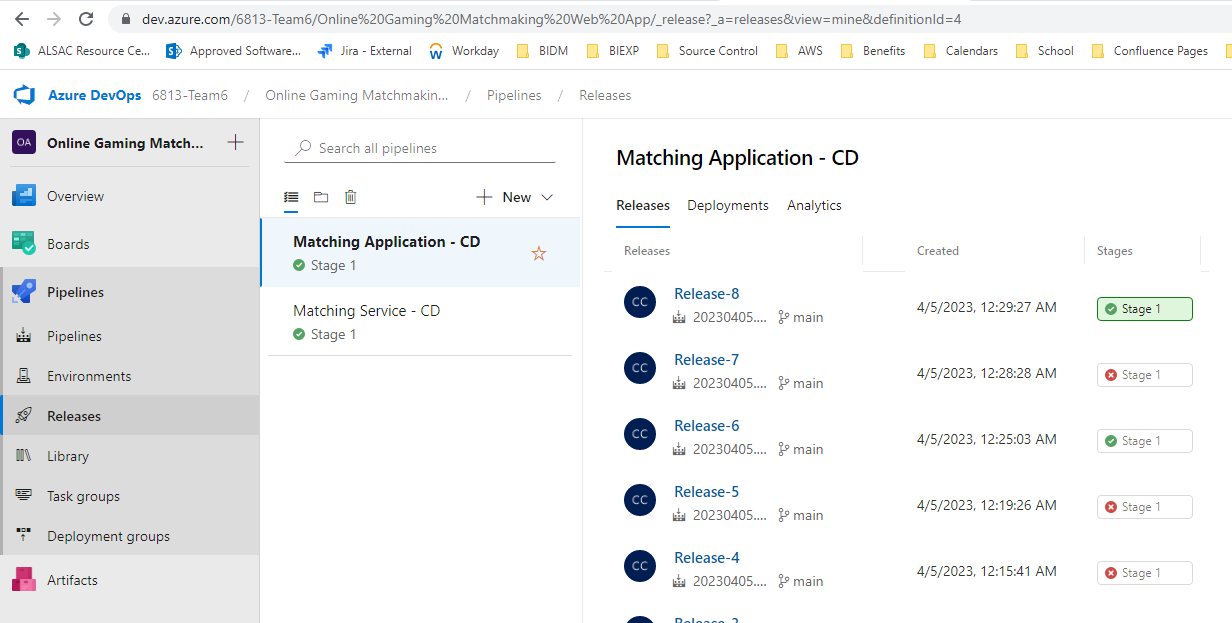 dev.azure.com/6813-Team6/Online%20Gaming%20Matchmaking%20Web%20App/_release?_a=releases&view=mine&definitionId=4
ALSAC Resource Ce... Approved Software... Jira - External Workday BIDM BIEXP Source Control AWS Benefits Calendars School Confluence Pages
Azure DevOps 6813-Team6 / Online Gaming Matchmakin... / Pipelines / Releases
OA Online Gaming Match...
Overview
Boards
Pipelines
Pipelines
Environments
Releases
Library
Task groups
Deployment groups
Artifacts
Search all pipelines
New
Matching Application - CD
Stage 1
Matching Service - CD
Stage 1
Matching Application - CD
Releases Deployments Analytics
Releases Created Stages
CC Release-8
20230405.... main 4/5/2023, 12:29:27 AM Stage 1
CC Release-7
20230405.... main 4/5/2023, 12:28:28 AM Stage 1
CC Release-6
20230405.... main 4/5/2023, 12:25:03 AM Stage 1
CC Release-5
20230405.... main 4/5/2023, 12:19:26 AM Stage 1
CC Release-4
20230405.... main 4/5/2023, 12:15:41 AM Stage 1